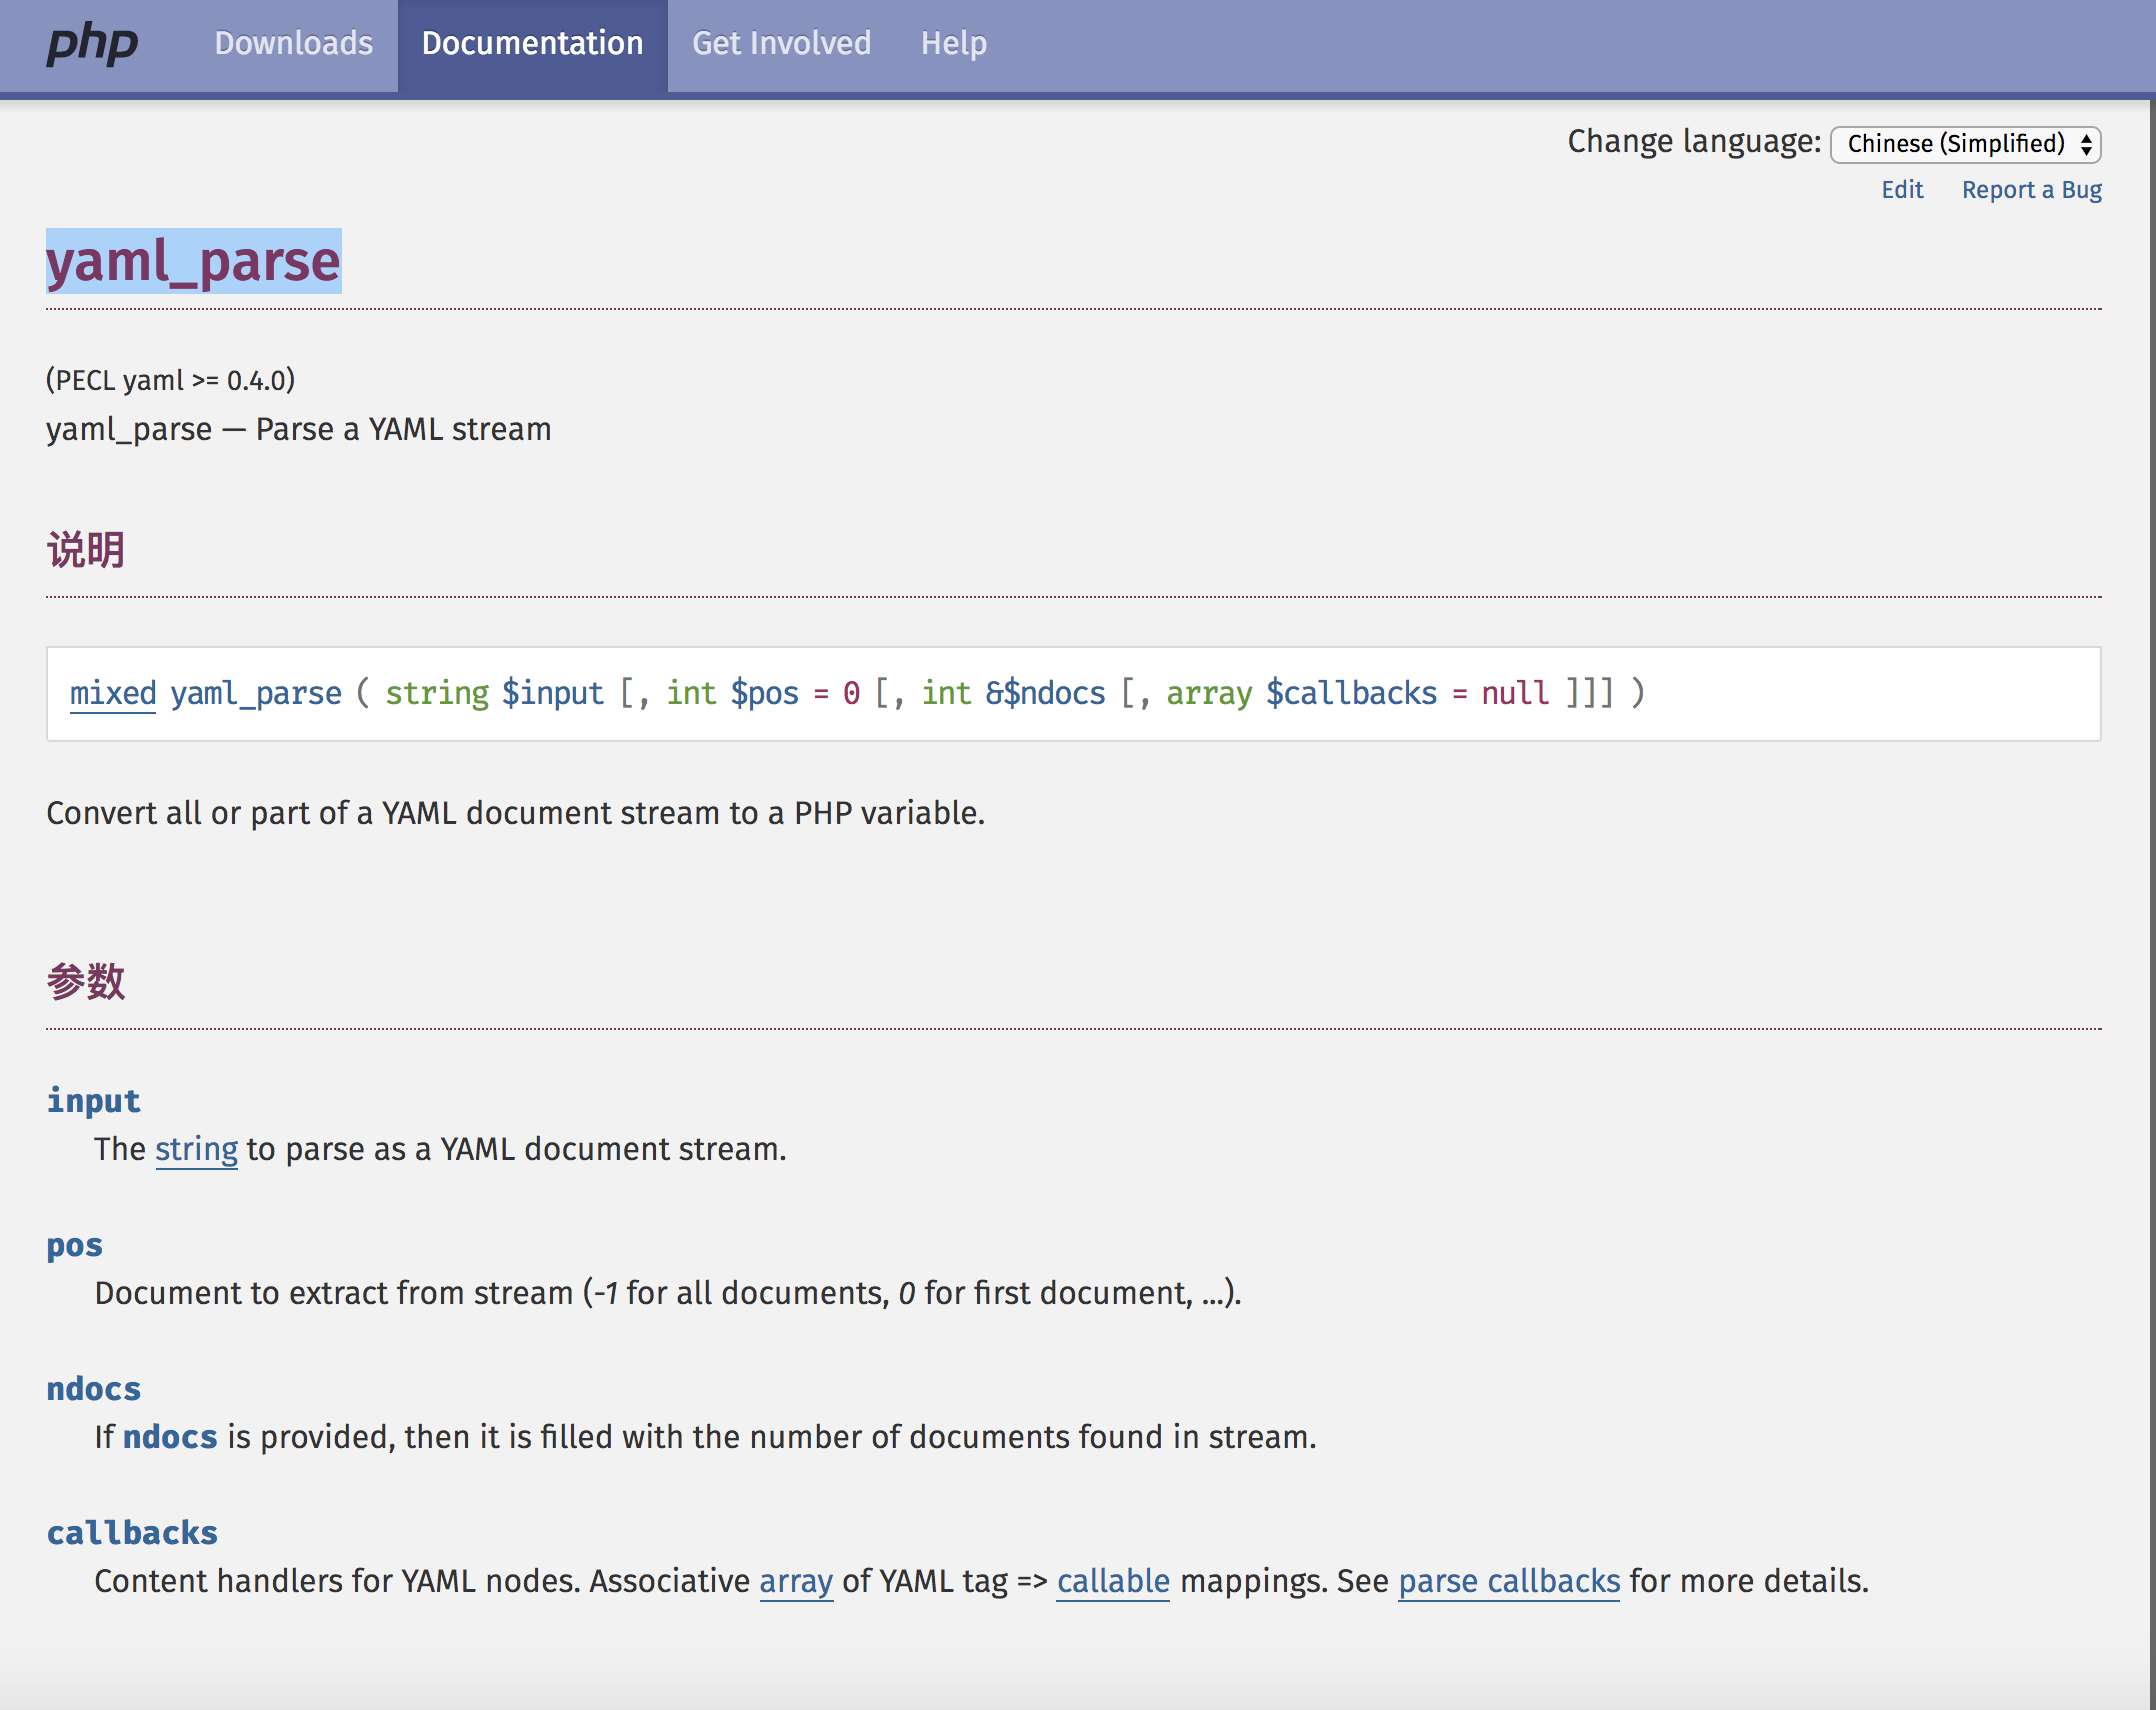 php Downloads Documentation Get Involved Help
Change language: Chinese (Simplified)
Edit Report a Bug
yaml_parse
(PECL yaml >= 0.4.0)
yaml_parse — Parse a YAML stream
说明
mixed yaml_parse ( string $input [, int $pos = 0 [, int &$ndocs [, array $callbacks = null ]]] )
Convert all or part of a YAML document stream to a PHP variable.
参数
input
The string to parse as a YAML document stream.
pos
Document to extract from stream (-1 for all documents, 0 for first document, ...).
ndocs
If ndocs is provided, then it is filled with the number of documents found in stream.
callbacks
Content handlers for YAML nodes. Associative array of YAML tag => callable mappings. See parse callbacks for more details.